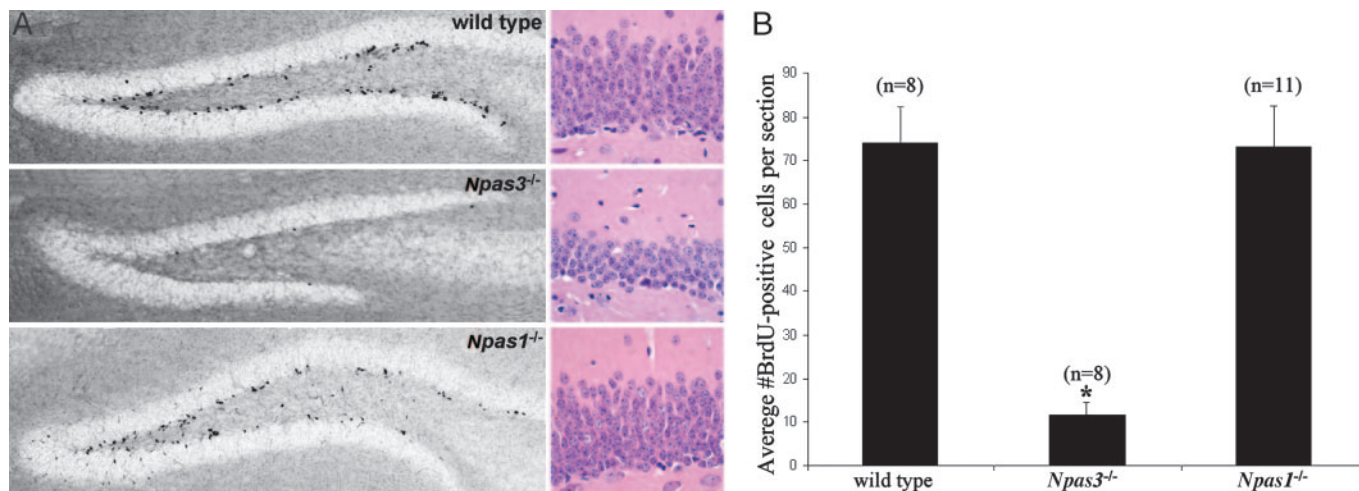 A
wild type
Npas3-/-
Npas1-/-
B
Averege #BrdU-positive cells per section
90
80
70
60
50
40
30
20
10
0
(n=8)
(n=8)
*
(n=11)
wild type
Npas3-/-
Npas1-/-